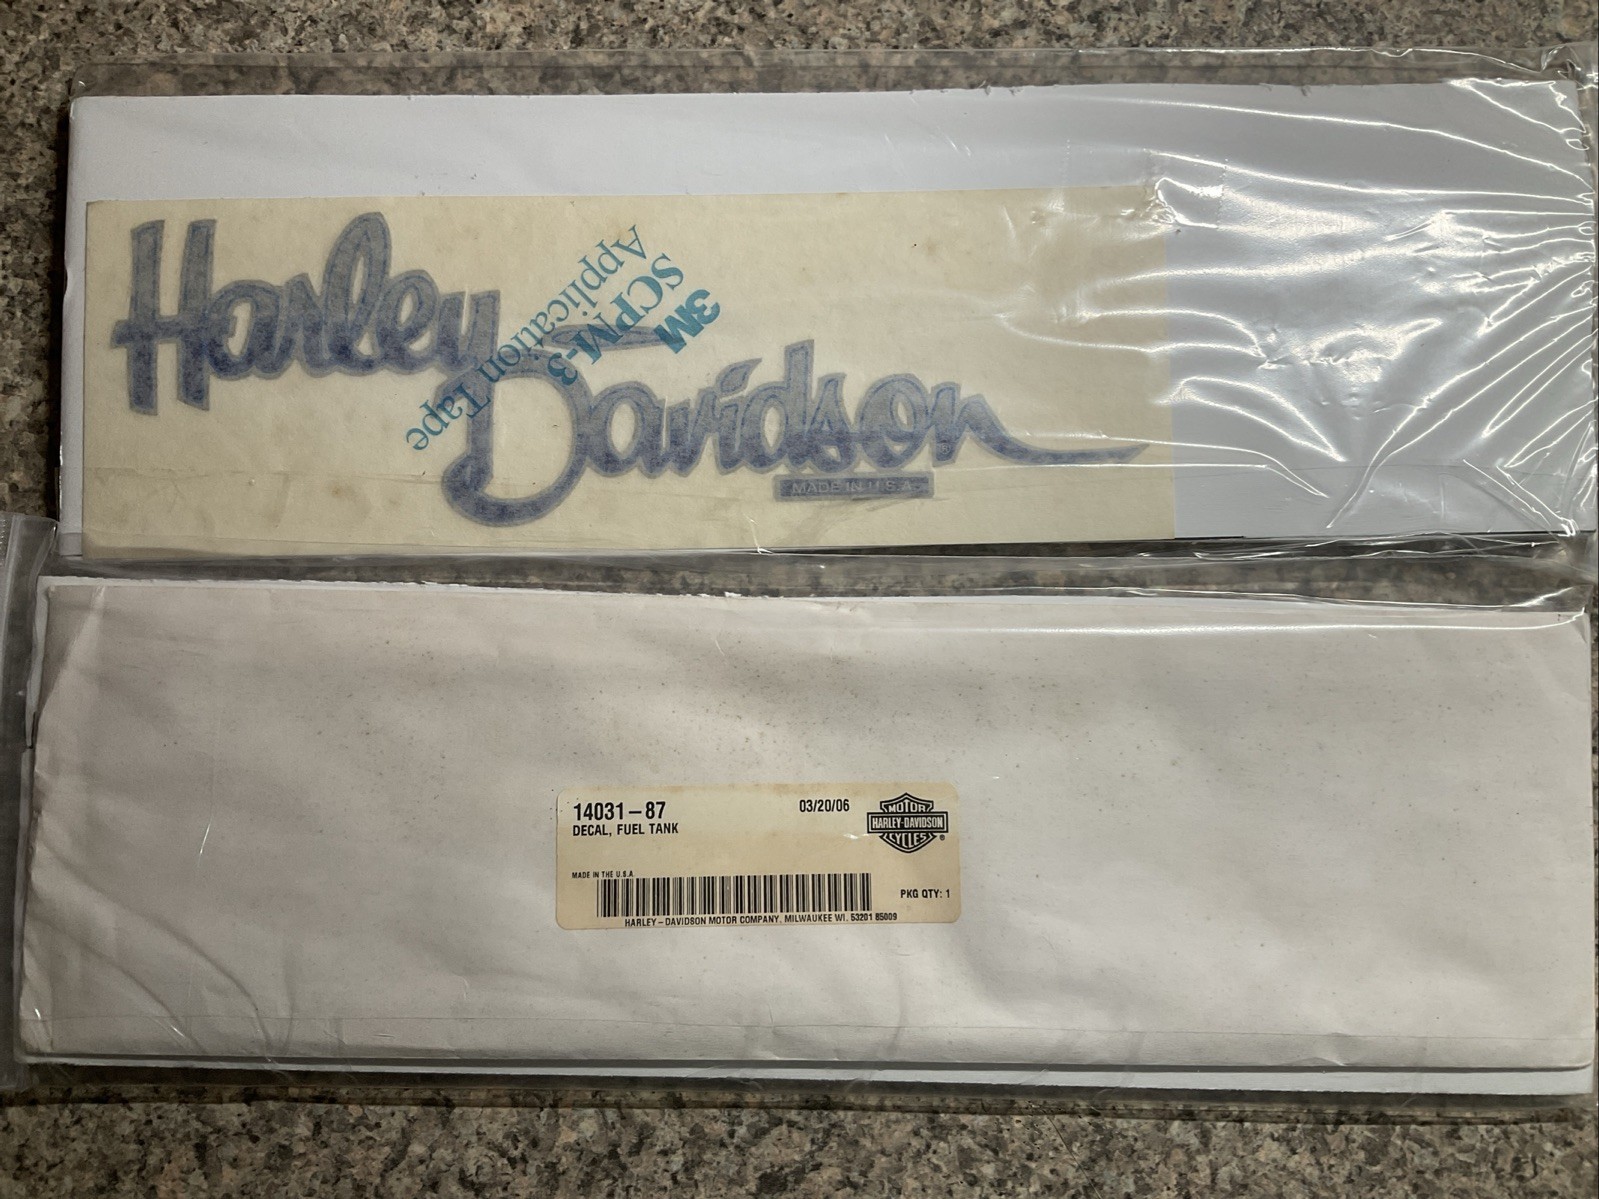 Harley
Davidson
MADE IN U.S.A.
3M
SCPM-3
Application Tape
14031-87
DECAL, FUEL TANK
03/20/06
MOTOR
HARLEY-DAVIDSON
CYCLES
®
MADE IN THE U.S.A.
PKG QTY: 1
HARLEY-DAVIDSON MOTOR COMPANY, MILWAUKEE WI. 53201 85009